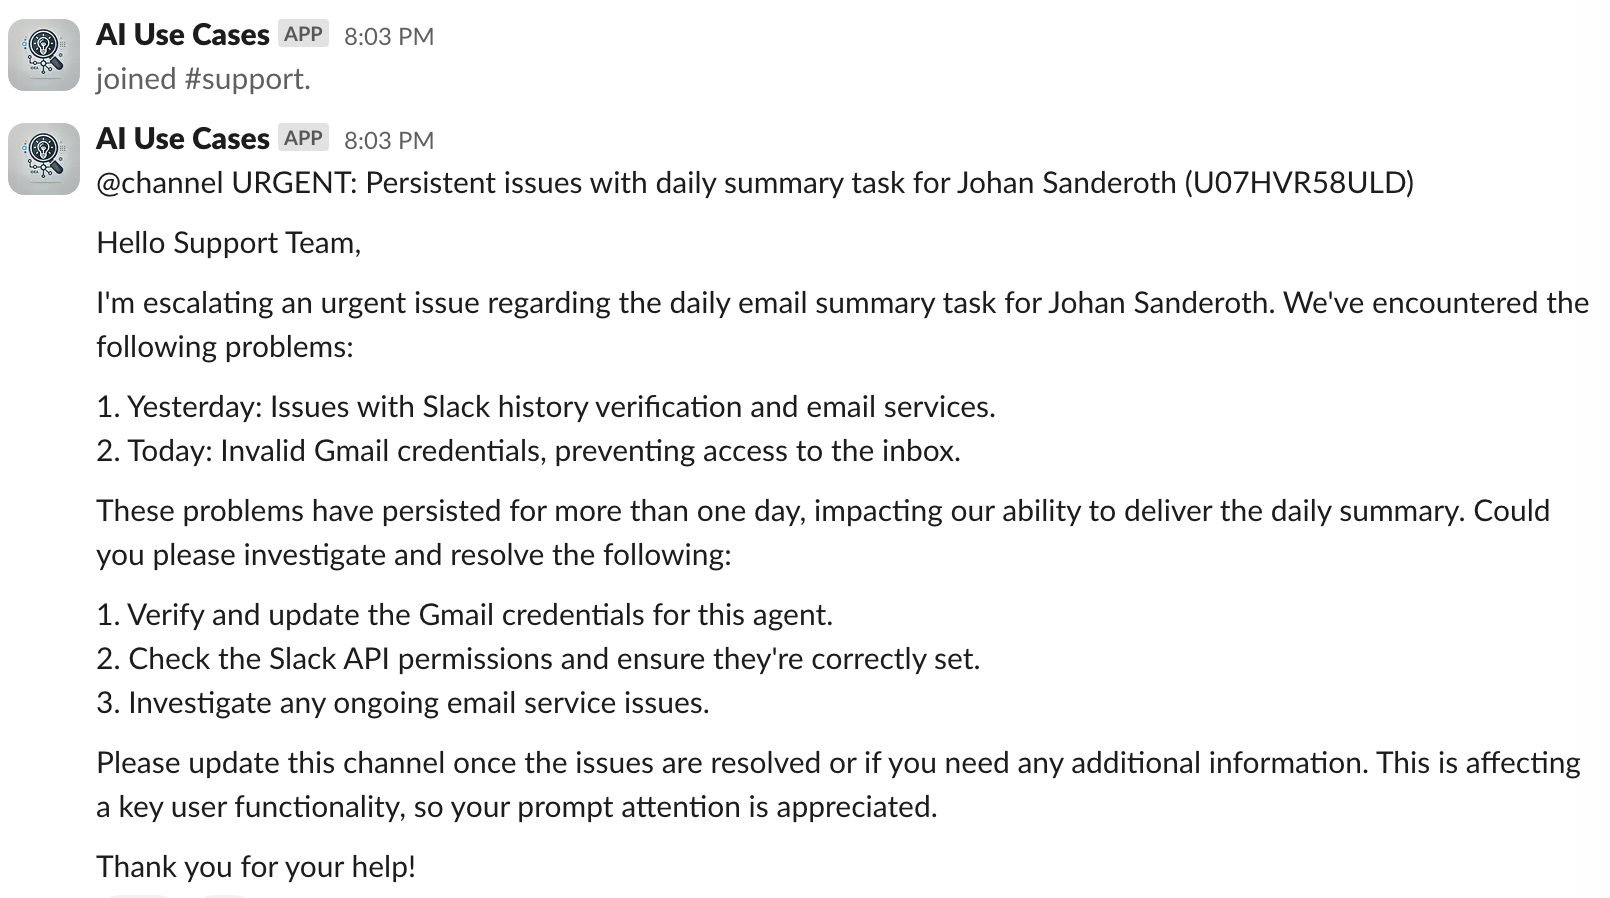 AI Use Cases APP 8:03 PM
joined #support.
AI Use Cases APP 8:03 PM
@channel URGENT: Persistent issues with daily summary task for Johan Sanderoth (U07HVR58ULD)
Hello Support Team,
I'm escalating an urgent issue regarding the daily email summary task for Johan Sanderoth. We've encountered the
following problems:
1. Yesterday: Issues with Slack history verification and email services.
2. Today: Invalid Gmail credentials, preventing access to the inbox.
These problems have persisted for more than one day, impacting our ability to deliver the daily summary. Could
you please investigate and resolve the following:
1. Verify and update the Gmail credentials for this agent.
2. Check the Slack API permissions and ensure they're correctly set.
3. Investigate any ongoing email service issues.
Please update this channel once the issues are resolved or if you need any additional information. This is affecting
a key user functionality, so your prompt attention is appreciated.
Thank you for your help!